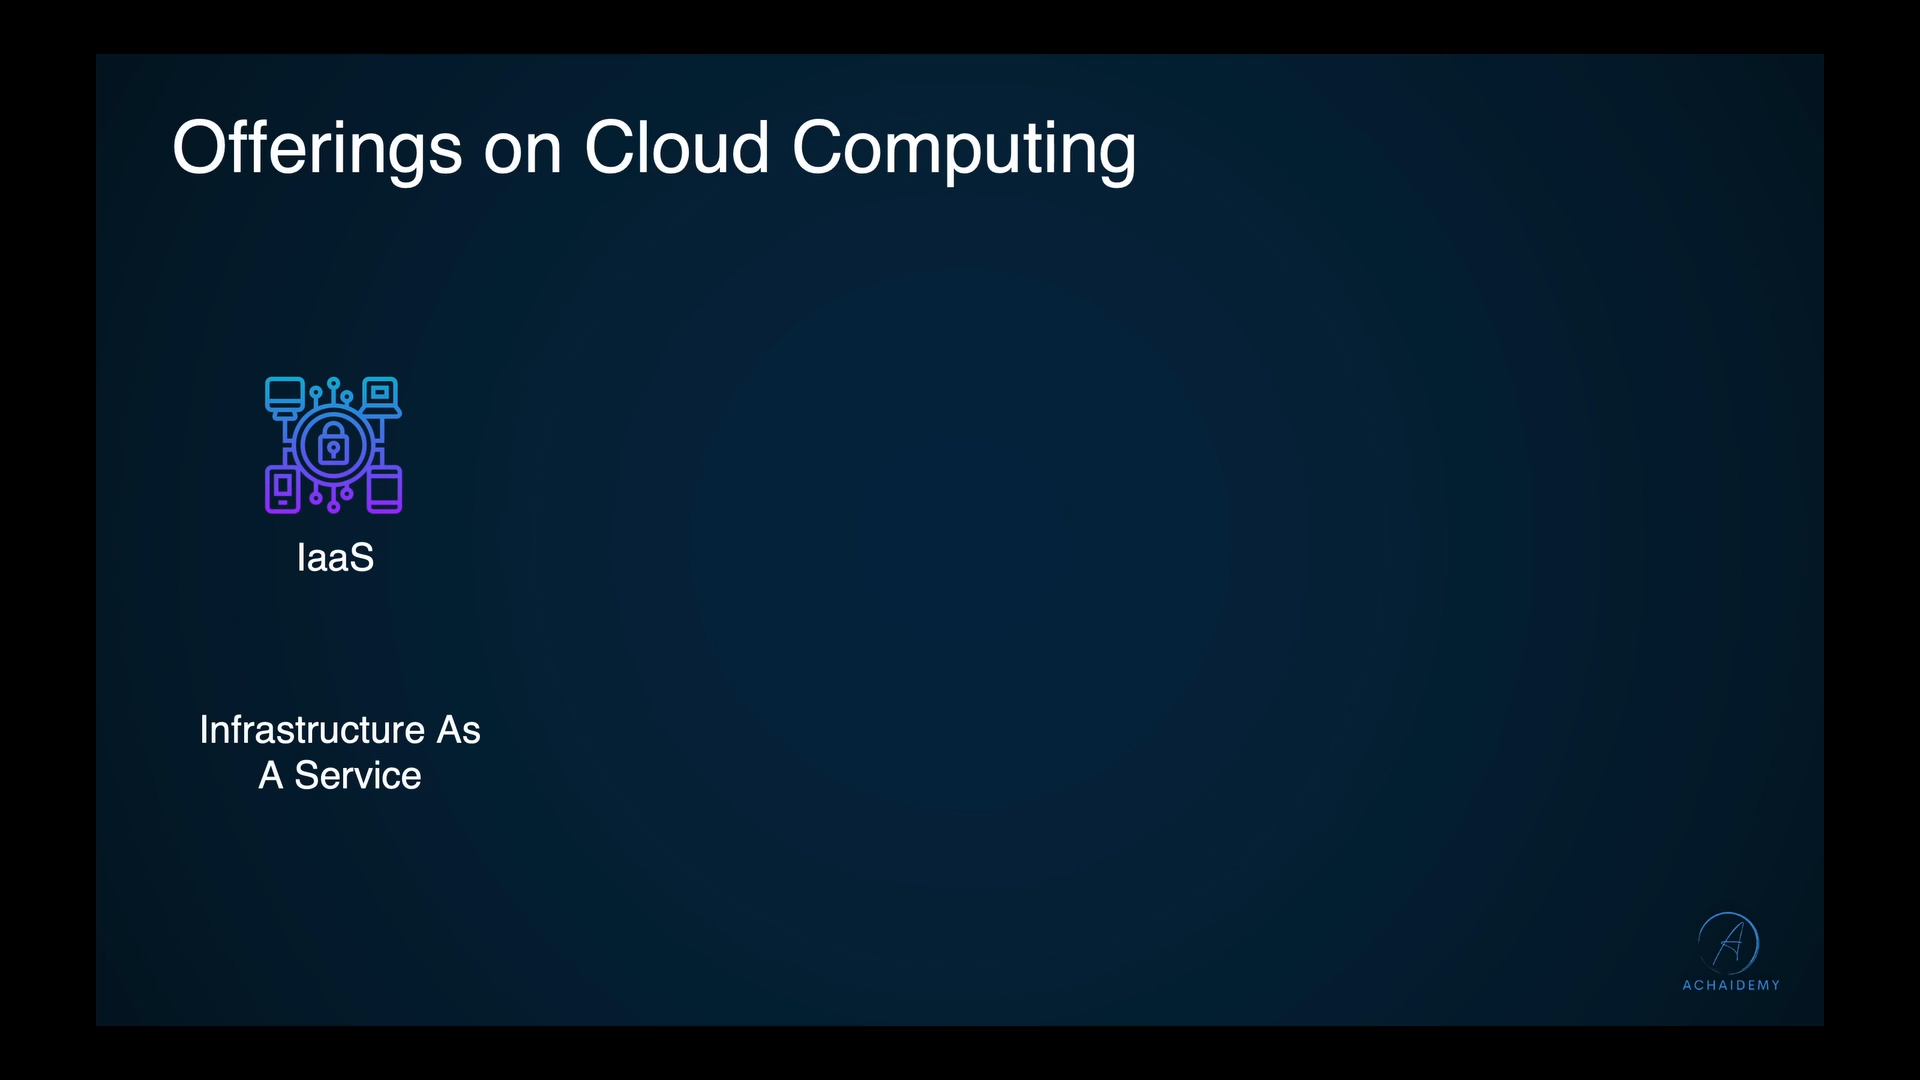 Offerings on Cloud Computing
IaaS
Infrastructure As
A Service
A
ACHAIDEMY